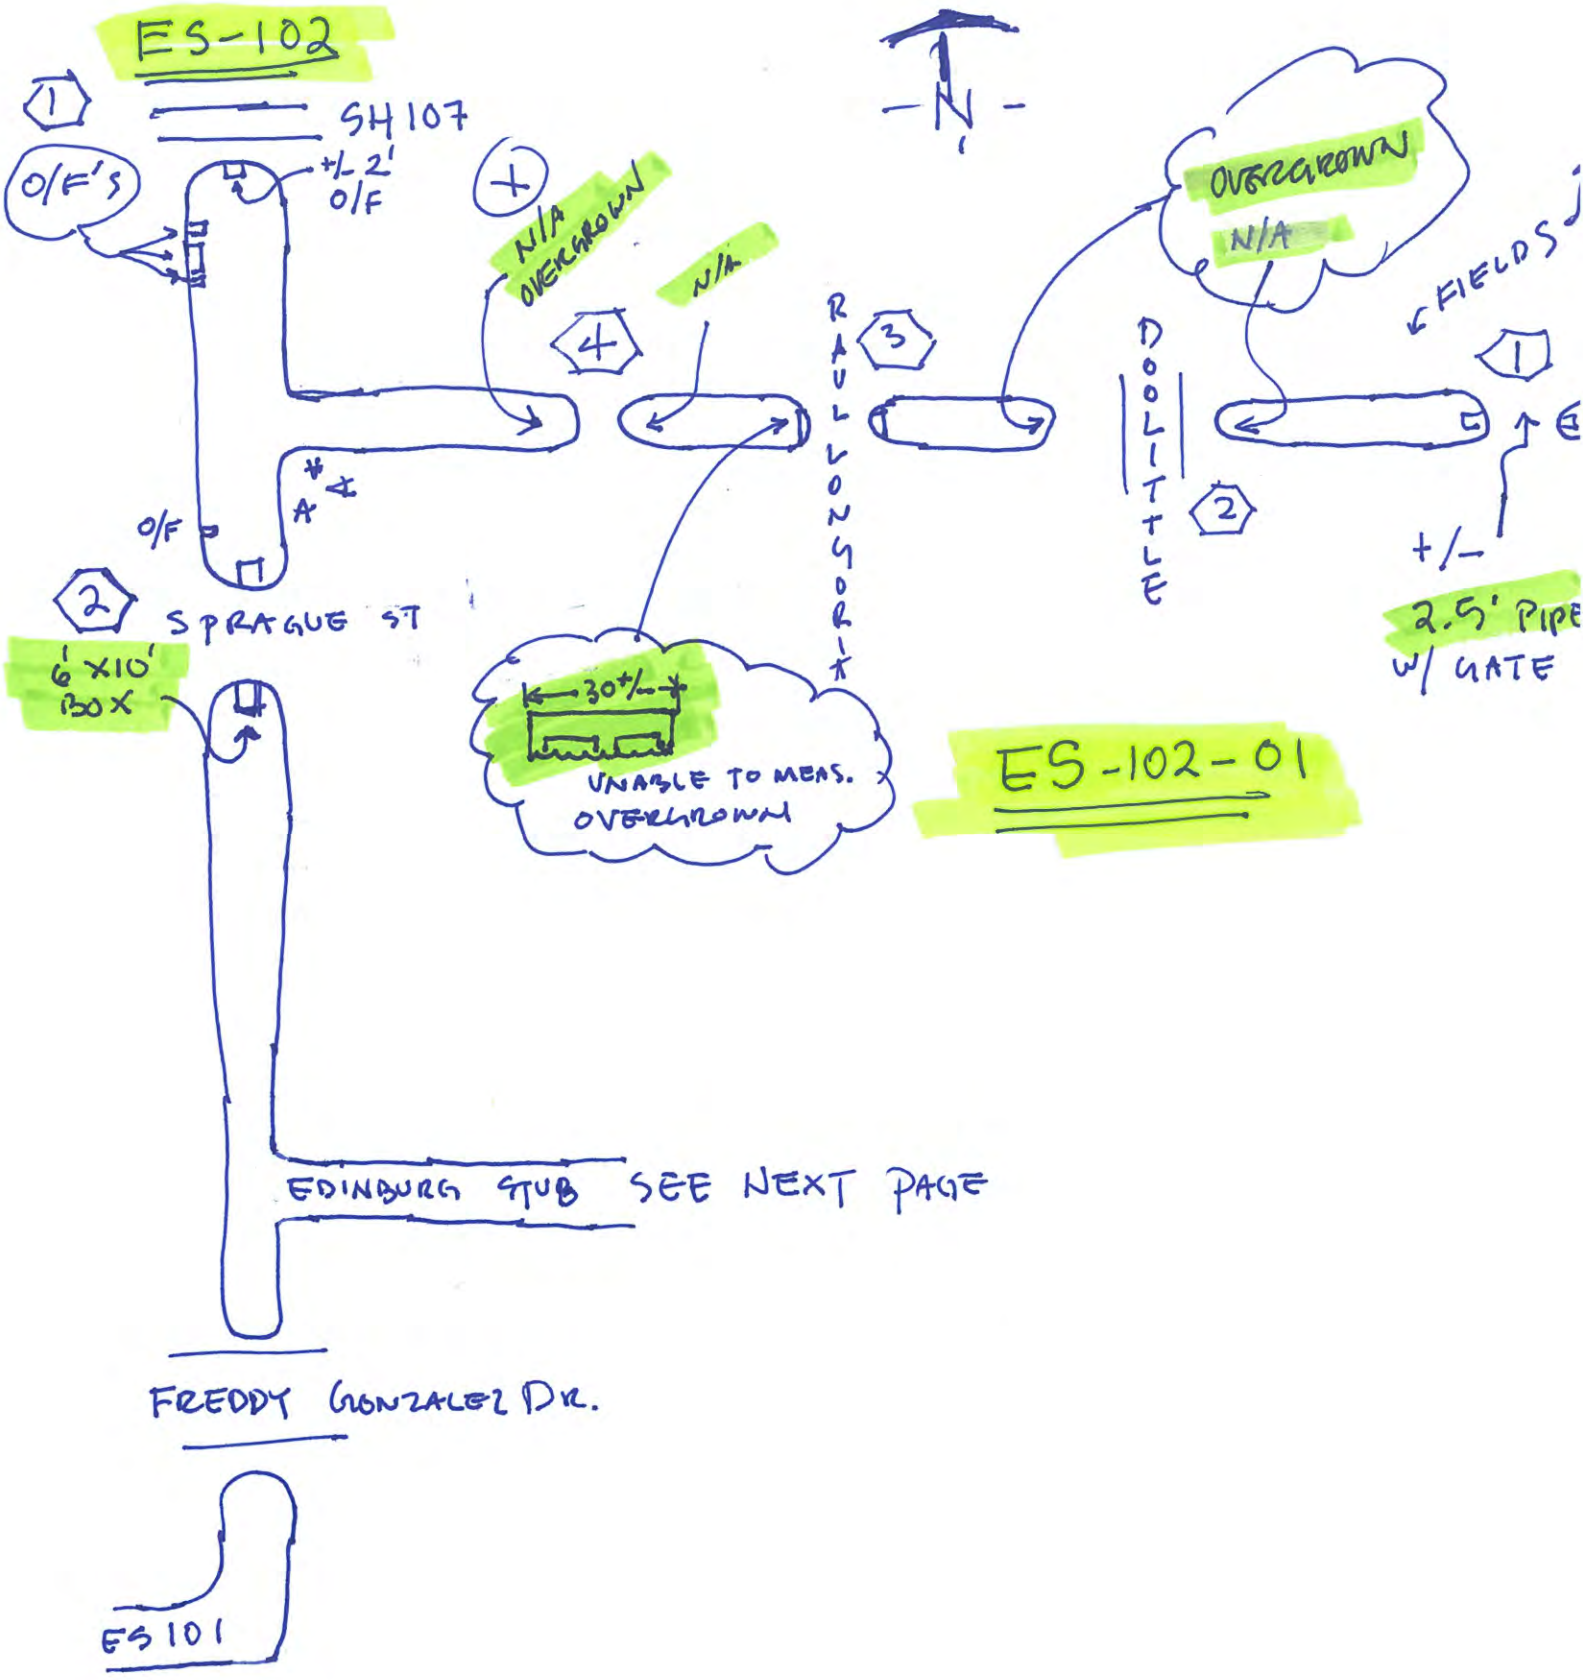 ES-102
1
SH107
+/- 2'
O/F
O/F'S
-N-
N/A
OVERGROWN
N/A
OVERGROWN
N/A
FIELDS
4
RAUL LONGORIA
3
DOOLITTLE
2
1
O/F
A
+/-
2.5' PIPE
W/ GATE
2
SPRAGUE ST
6' X10'
BOX
30+/-
UNABLE TO MEAS.
OVERGROWN
ES-102-01
EDINBURG STUB
SEE NEXT PAGE
FREDDY GONZALEZ DR.
ES 101